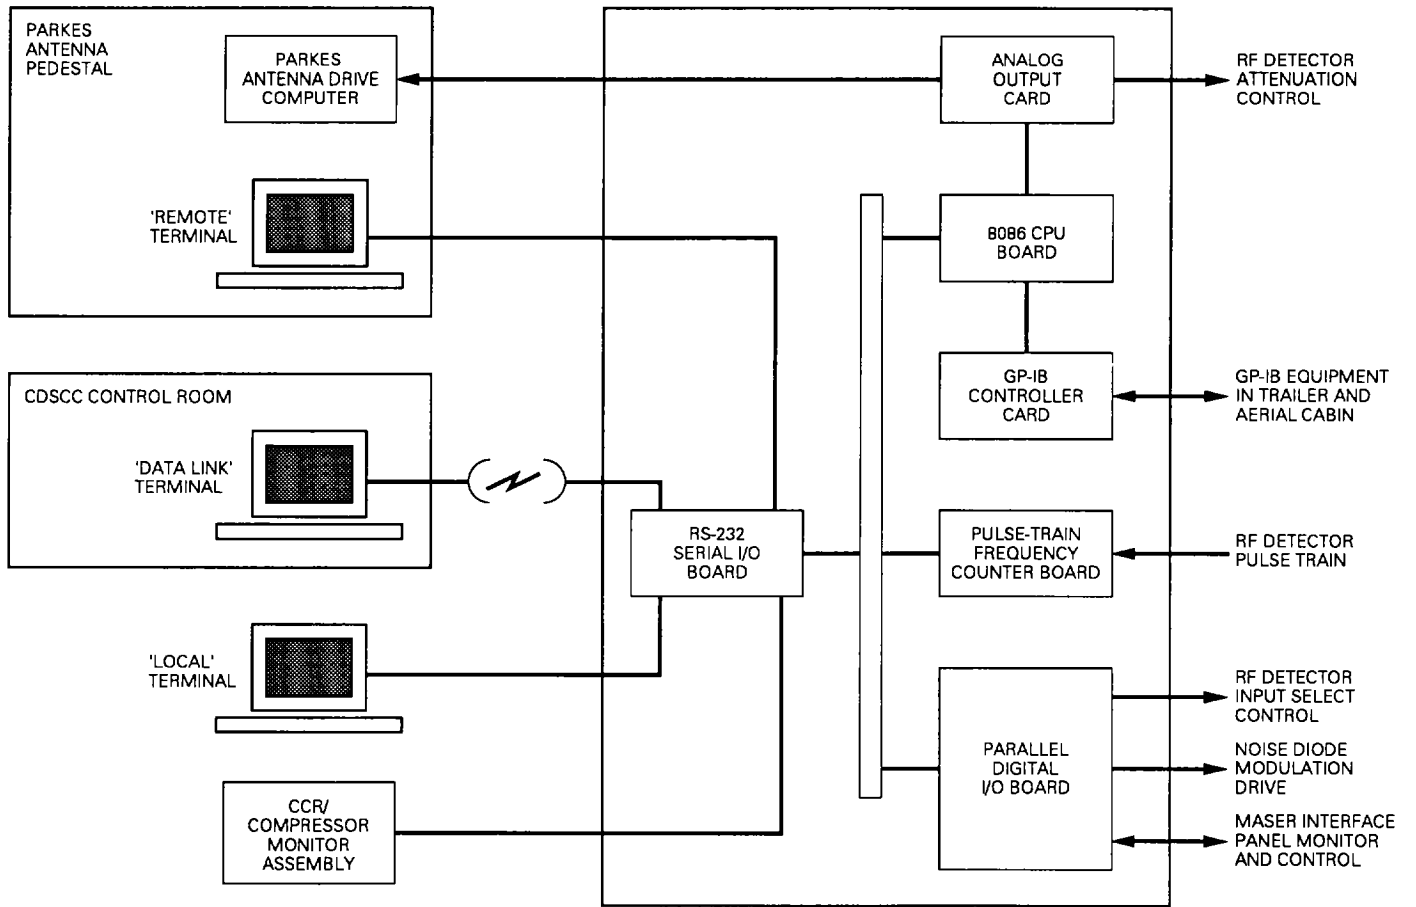 PARKES
ANTENNA
PEDESTAL
PARKES
ANTENNA DRIVE
COMPUTER
'REMOTE'
TERMINAL
CDSCC CONTROL ROOM
'DATA LINK'
TERMINAL
'LOCAL'
TERMINAL
CCR/
COMPRESSOR
MONITOR
ASSEMBLY
RS-232
SERIAL I/O
BOARD
ANALOG
OUTPUT
CARD
8086 CPU
BOARD
GP-IB
CONTROLLER
CARD
PULSE-TRAIN
FREQUENCY
COUNTER BOARD
PARALLEL
DIGITAL
I/O BOARD
RF DETECTOR
ATTENUATION
CONTROL
GP-IB EQUIPMENT
IN TRAILER AND
AERIAL CABIN
RF DETECTOR
PULSE TRAIN
RF DETECTOR
INPUT SELECT
CONTROL
NOISE DIODE
MODULATION
DRIVE
MASER INTERFACE
PANEL MONITOR
AND CONTROL